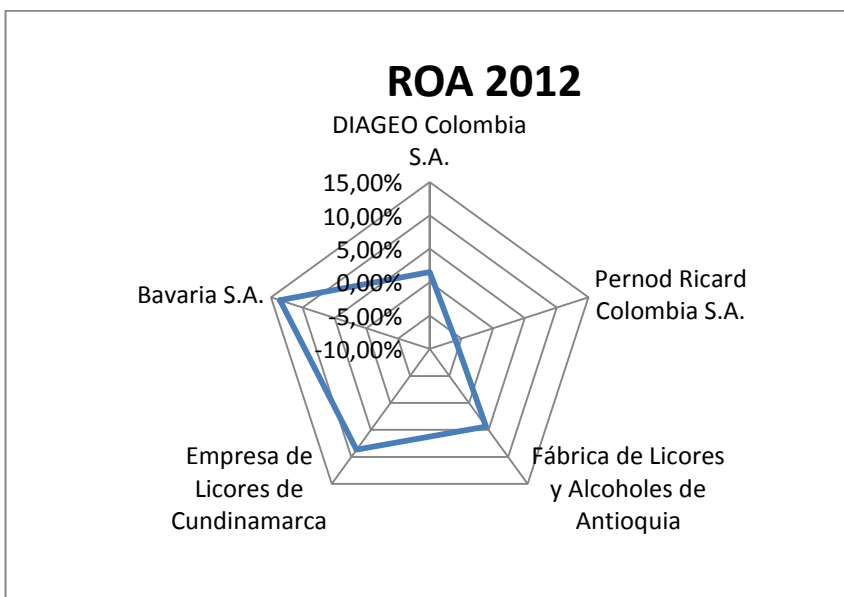 ROA 2012
DIAGEO Colombia
S.A.
15,00%
10,00%
5,00%
0,00%
-5,00%
-10,00%
Pernod Ricard
Colombia S.A.
Fábrica de Licores
y Alcoholes de
Antioquia
Empresa de
Licores de
Cundinamarca
Bavaria S.A.